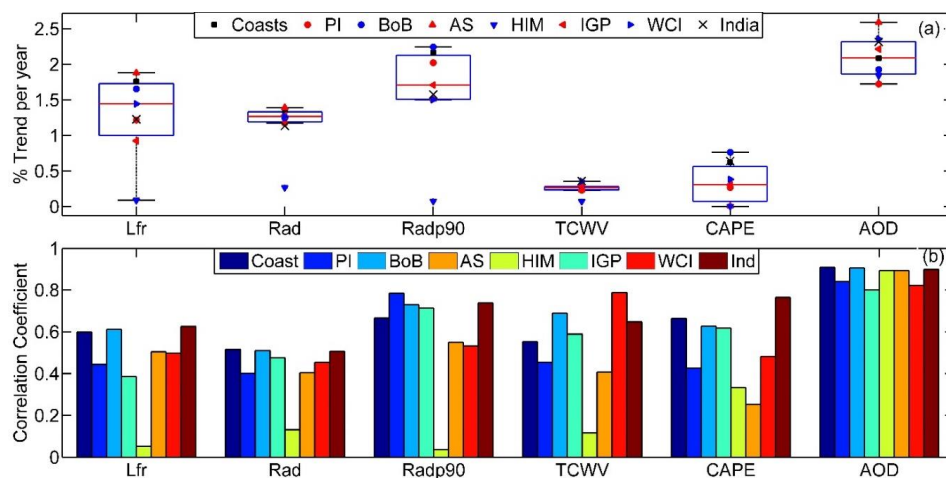 Coasts PI BoB AS HIM IGP WCI India (a)
% Trend per year
2.5
2
1.5
1
0.5
0
Lfr Rad Radp90 TCWV CAPE AOD
Coast PI BoB AS HIM IGP WCI Ind (b)
Correlation Coefficient
1
0.8
0.6
0.4
0.2
0
Lfr Rad Radp90 TCWV CAPE AOD